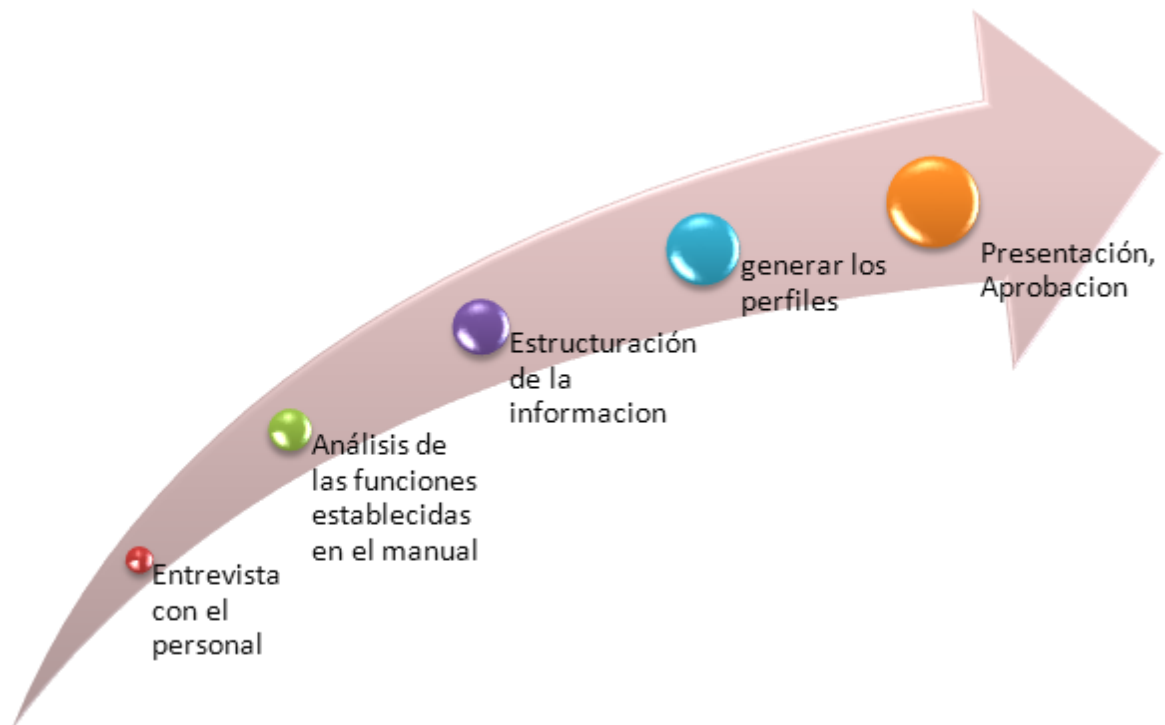 Entrevista
con el
personal
Análisis de
las funciones
establecidas
en el manual
Estructuración
de la
informacion
generar los
perfiles
Presentación,
Aprobacion